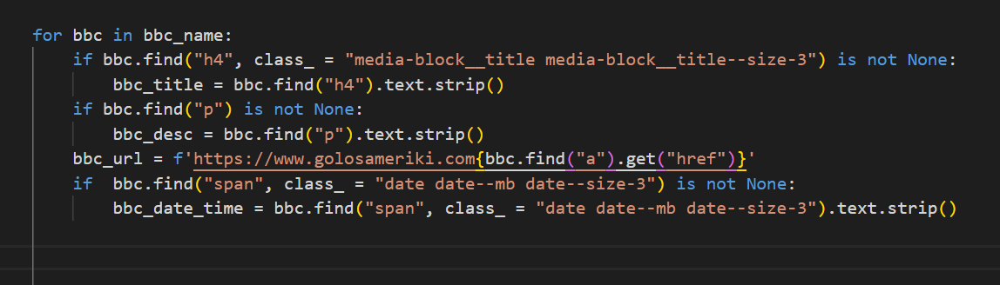 for bbc in bbc_name:
if bbc.find("h4", class_ = "media-block__title media-block__title--size-3") is not None:
bbc_title = bbc.find("h4").text.strip()
if bbc.find("p") is not None:
bbc_desc = bbc.find("p").text.strip()
bbc_url = f'https://www.golosameriki.com{bbc.find("a").get("href")}'
if  bbc.find("span", class_ = "date date--mb date--size-3") is not None:
bbc_date_time = bbc.find("span", class_ = "date date--mb date--size-3").text.strip()